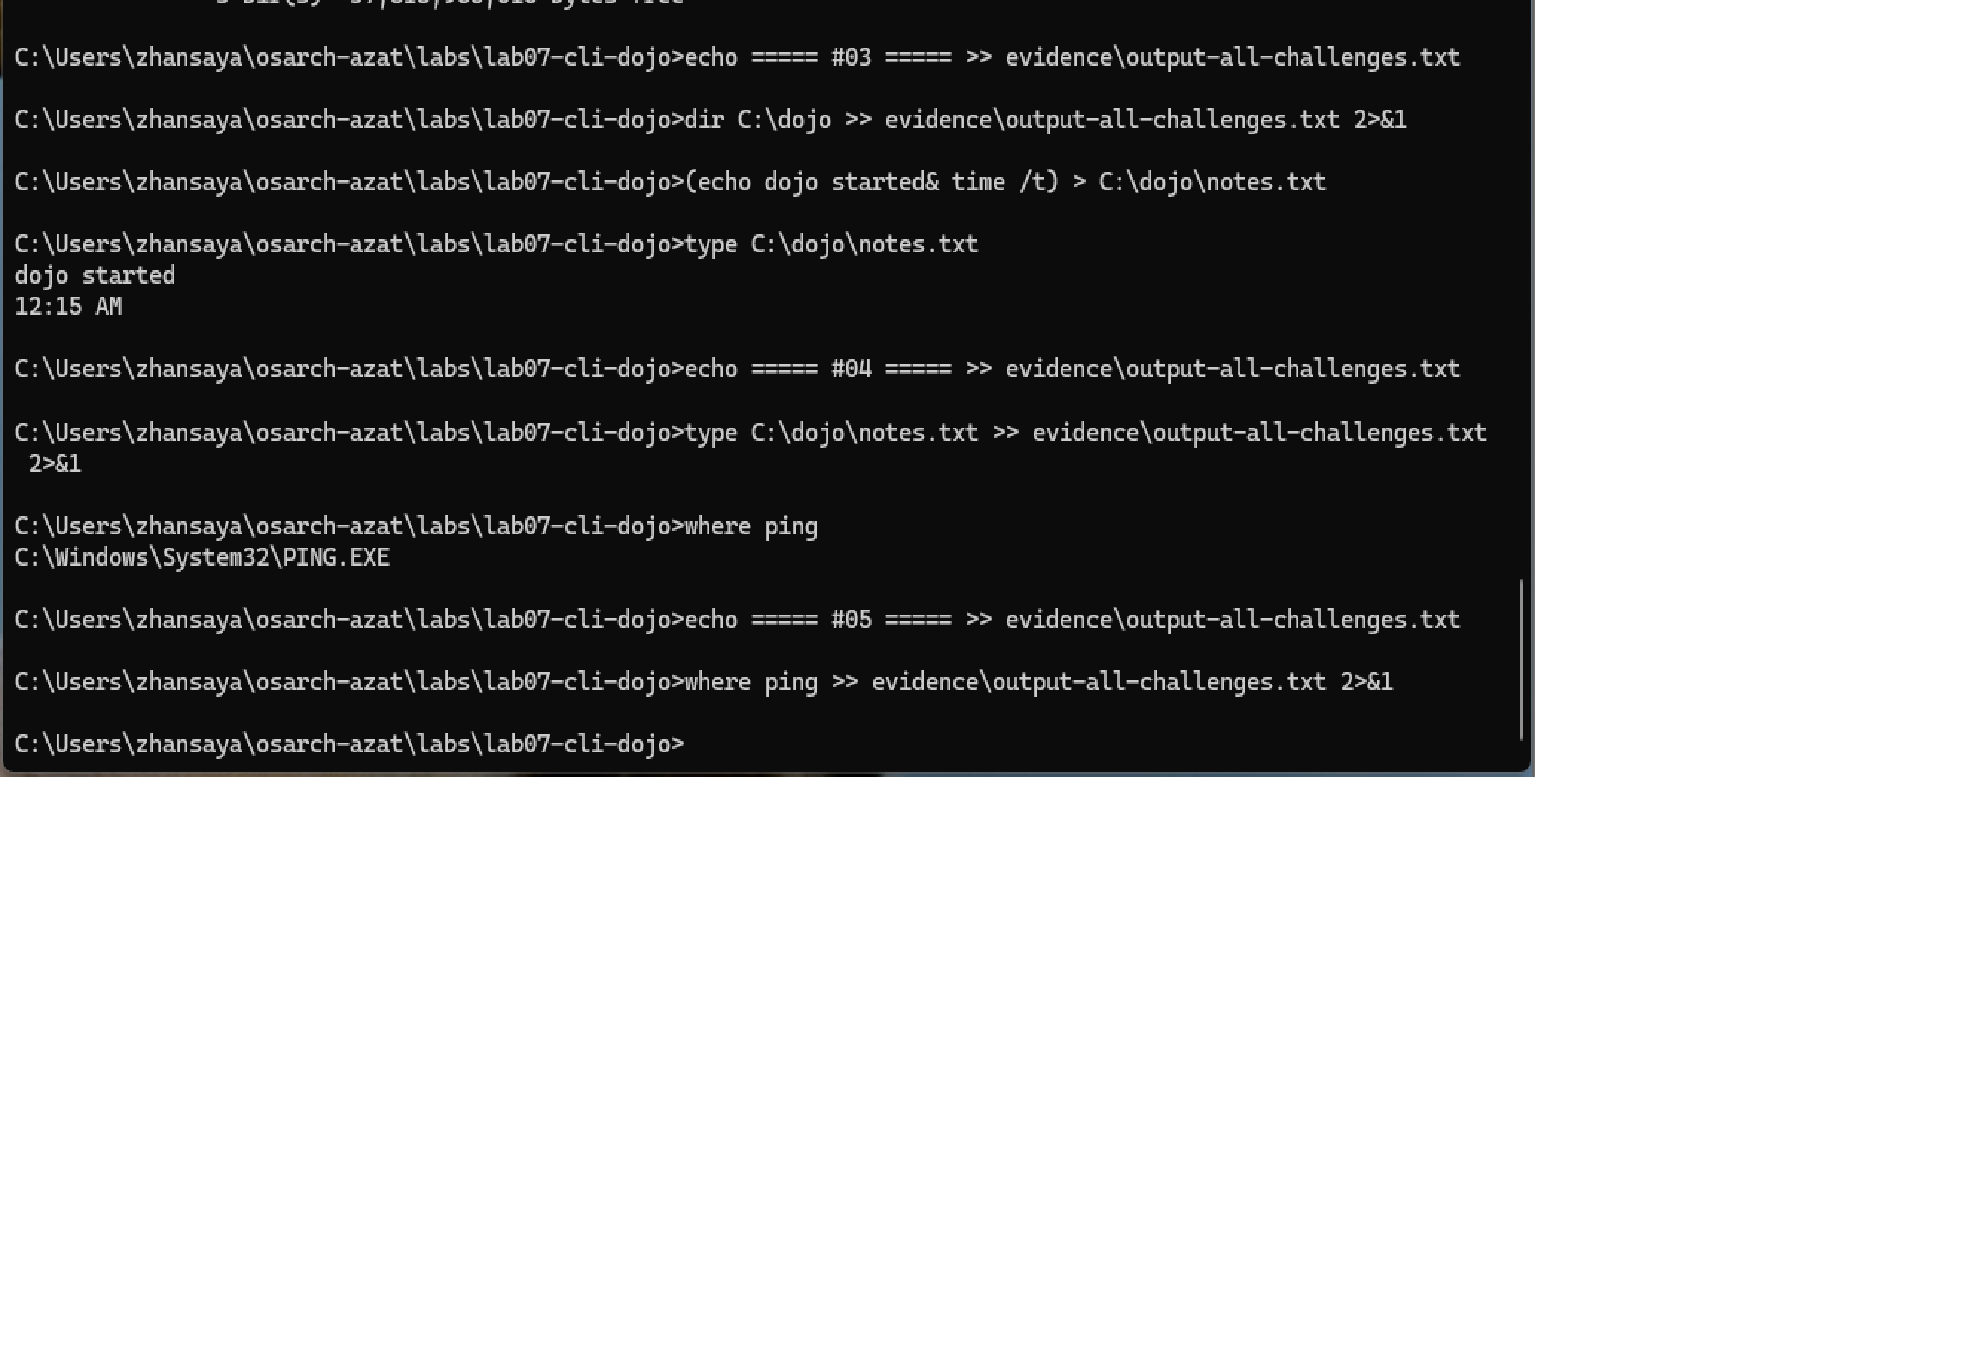 C:\Users\zhansaya\osarch-azat\labs\lab07-cli-dojo>echo ===== #03 ===== >> evidence\output-all-challenges.txt
C:\Users\zhansaya\osarch-azat\labs\lab07-cli-dojo>dir C:\dojo >> evidence\output-all-challenges.txt 2>&1
C:\Users\zhansaya\osarch-azat\labs\lab07-cli-dojo>(echo dojo started& time /t) > C:\dojo\notes.txt
C:\Users\zhansaya\osarch-azat\labs\lab07-cli-dojo>type C:\dojo\notes.txt
dojo started
12:15 AM
C:\Users\zhansaya\osarch-azat\labs\lab07-cli-dojo>echo ===== #04 ===== >> evidence\output-all-challenges.txt
C:\Users\zhansaya\osarch-azat\labs\lab07-cli-dojo>type C:\dojo\notes.txt >> evidence\output-all-challenges.txt
2>&1
C:\Users\zhansaya\osarch-azat\labs\lab07-cli-dojo>where ping
C:\Windows\System32\PING.EXE
C:\Users\zhansaya\osarch-azat\labs\lab07-cli-dojo>echo ===== #05 ===== >> evidence\output-all-challenges.txt
C:\Users\zhansaya\osarch-azat\labs\lab07-cli-dojo>where ping >> evidence\output-all-challenges.txt 2>&1
C:\Users\zhansaya\osarch-azat\labs\lab07-cli-dojo>